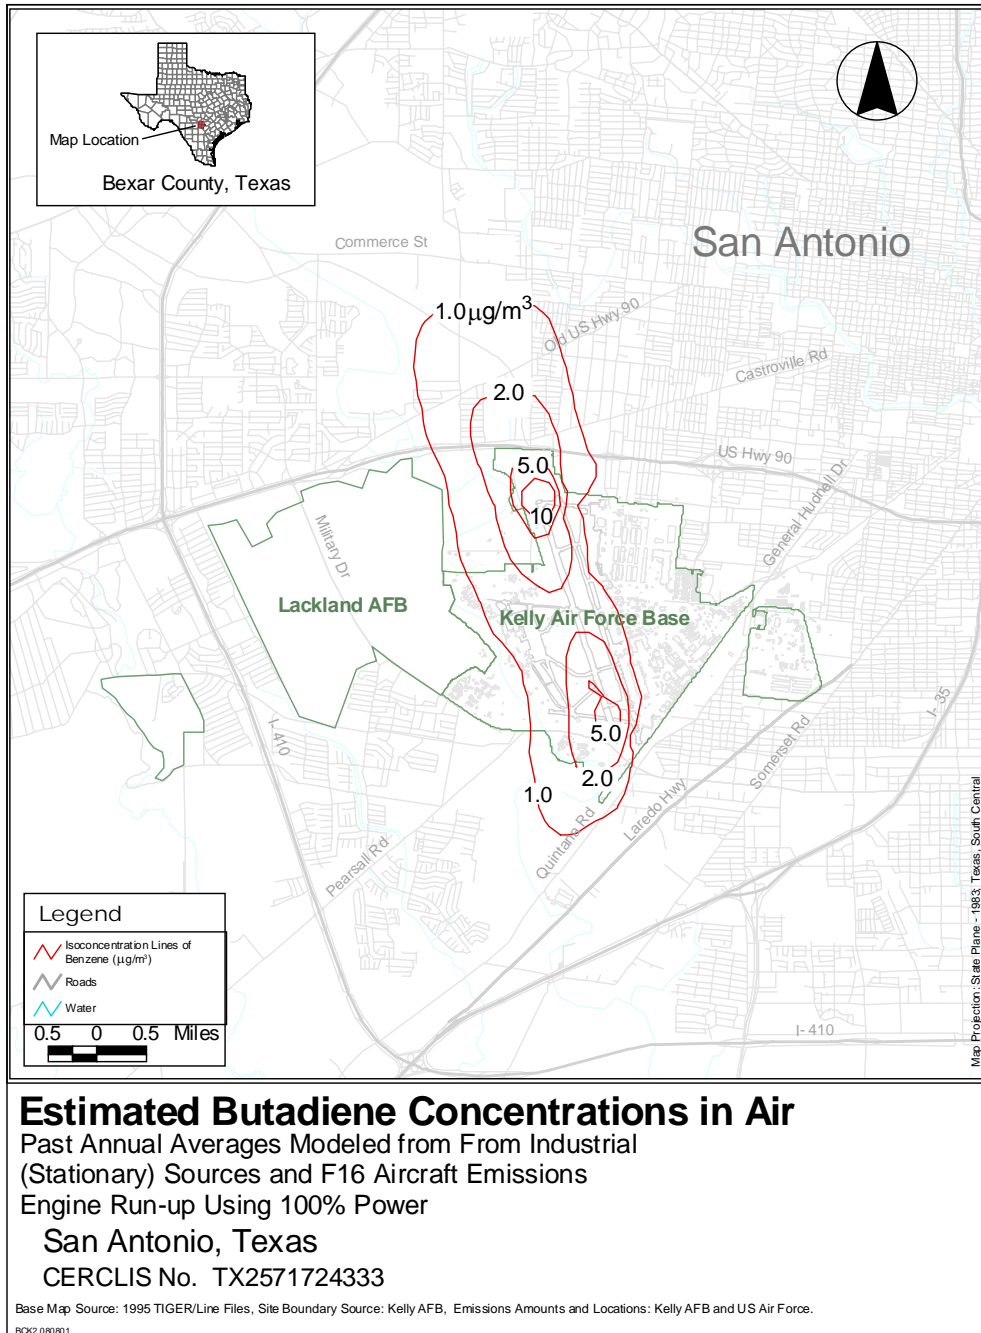 Map Location
Bexar County, Texas
San Antonio
Commerce St
1.0 µg/m³
Old US Hwy 90
Castroville Rd
2.0
US Hwy 90
5.0
10
General Hudnell Dr
Military Dr
Lackland AFB
Kelly Air Force Base
I- 410
5.0
I- 35
Somerset Rd
2.0
1.0
Laredo Hwy
Quintana Rd
Pearsall Rd
I- 410
Map Projection: State Plane - 1983; Texas, South Central
Legend
Isoconcentration Lines of
Benzene (µg/m³)
Roads
Water
0.5 0 0.5 Miles
Estimated Butadiene Concentrations in Air
Past Annual Averages Modeled from From Industrial
(Stationary) Sources and F16 Aircraft Emissions
Engine Run-up Using 100% Power
San Antonio, Texas
CERCLIS No. TX2571724333
Base Map Source: 1995 TIGER/Line Files, Site Boundary Source: Kelly AFB, Emissions Amounts and Locations: Kelly AFB and US Air Force.
BCK2 080801